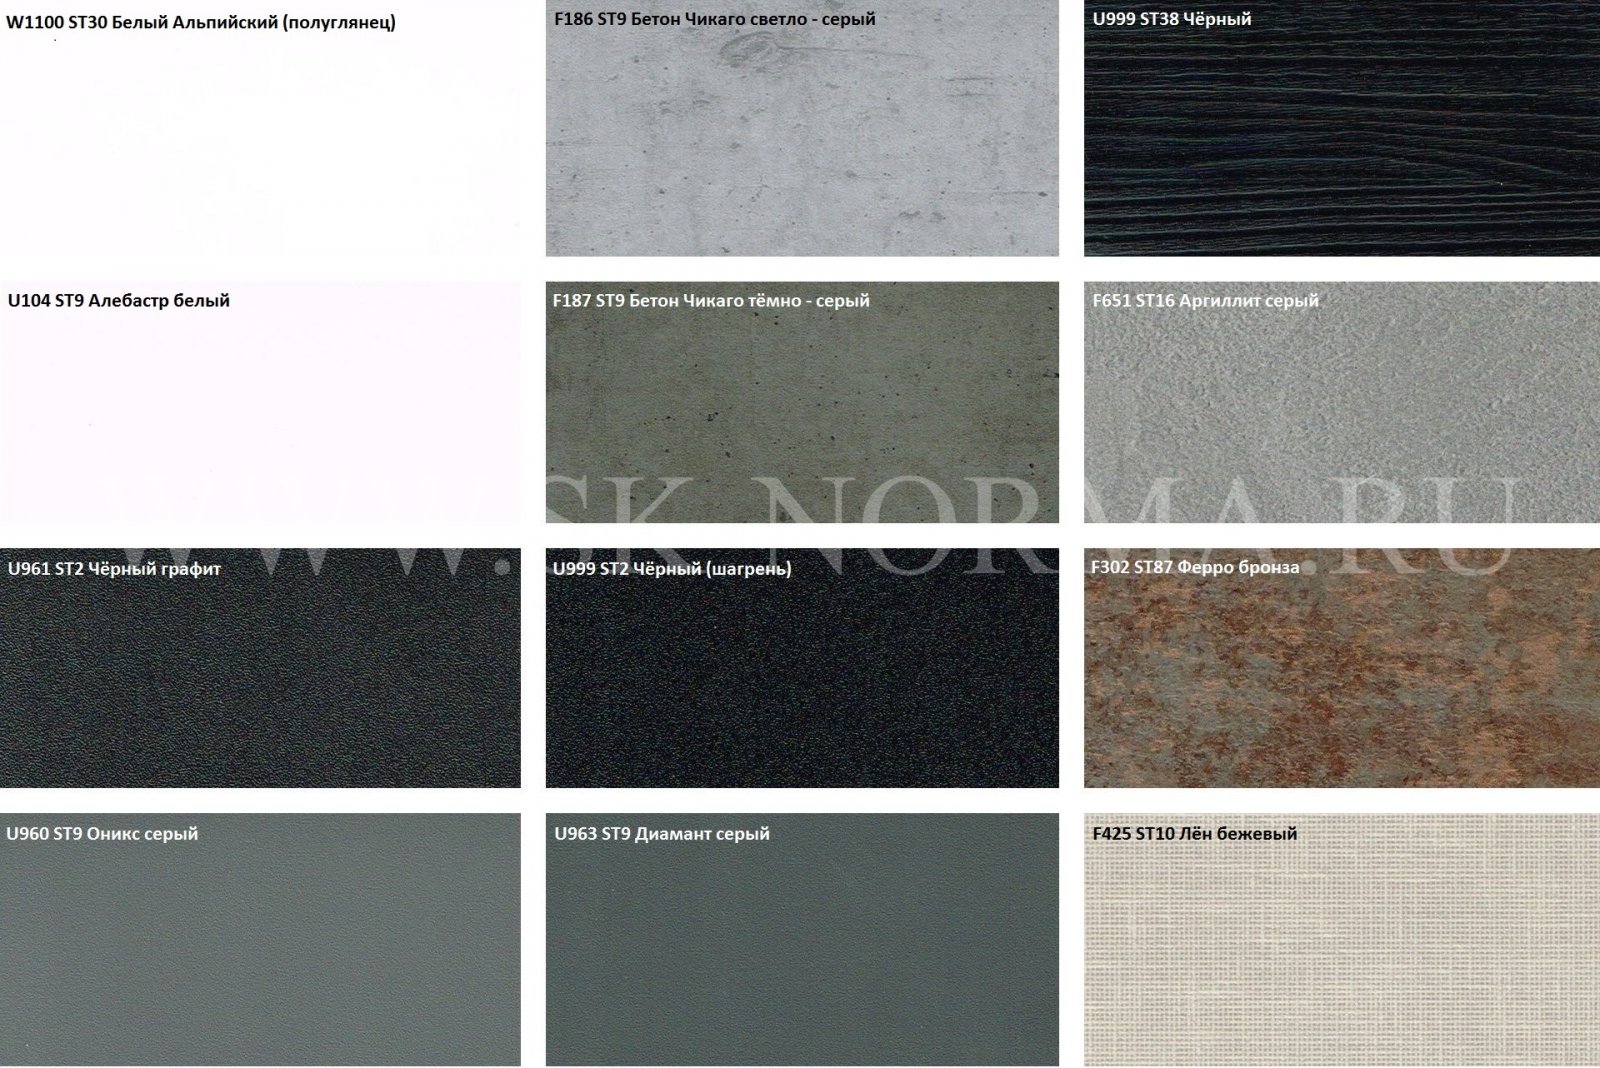 W1100 ST30 Белый Альпийский (полуглянец)
F186 ST9 Бетон Чикаго светло - серый
U999 ST38 Чёрный
U104 ST9 Алебастр белый
F187 ST9 Бетон Чикаго тёмно - серый
F651 ST16 Аргиллит серый
WWW.SK-NORMA.RU
U961 ST2 Чёрный графит
U999 ST2 Чёрный (шагрень)
F302 ST87 Ферро бронза
U960 ST9 Оникс серый
U963 ST9 Диамант серый
F425 ST10 Лён бежевый